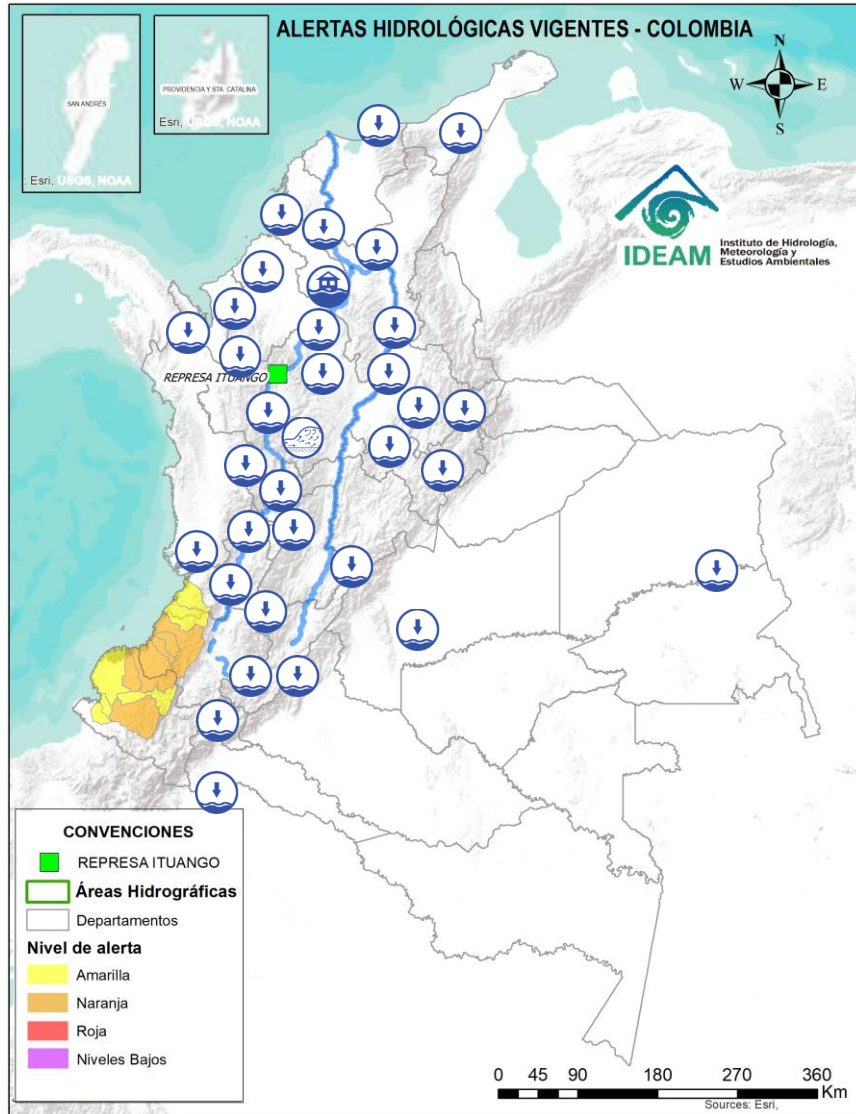 ALERTAS HIDROLÓGICAS VIGENTES - COLOMBIA
SAN ANDRÉS
: Esri, USGS, NOAA
PROVIDENCIA Y STA. CATALINA
Esri, USGS, NOAA
N
W
E
S
IDEAM
Instituto de Hidrología,
Meteorología y
Estudios Ambientales
REPRESA ITUANGO
CONVENCIONES
REPRESA ITUANGO
Áreas Hidrográficas
Departamentos
Nivel de alerta
Amarilla
Naranja
Roja
Niveles Bajos
0 45 90 180 270 360
Km
Sources: Esri,